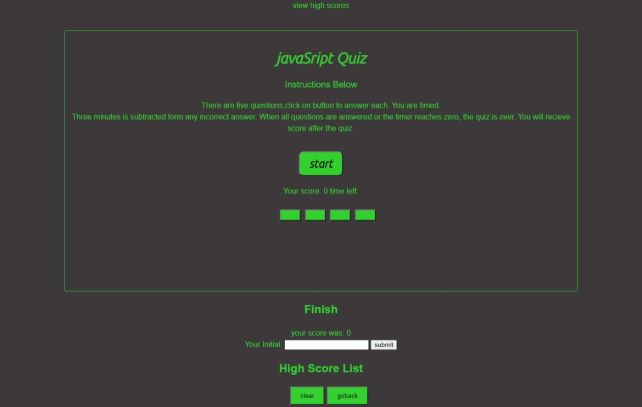 view high scores
javaSript Quiz
Instructions Below
There are five questions,click on button to answer each. You are timed.
Three minutes is subtracted form any incorrect answer. When all questions are answered or the timer reaches zero, the quiz is over. You will recieve
score after the quiz.
start
Your score: 0 time left:
Finish
your score was: 0
Your Initial: submit
High Score List
clear goback